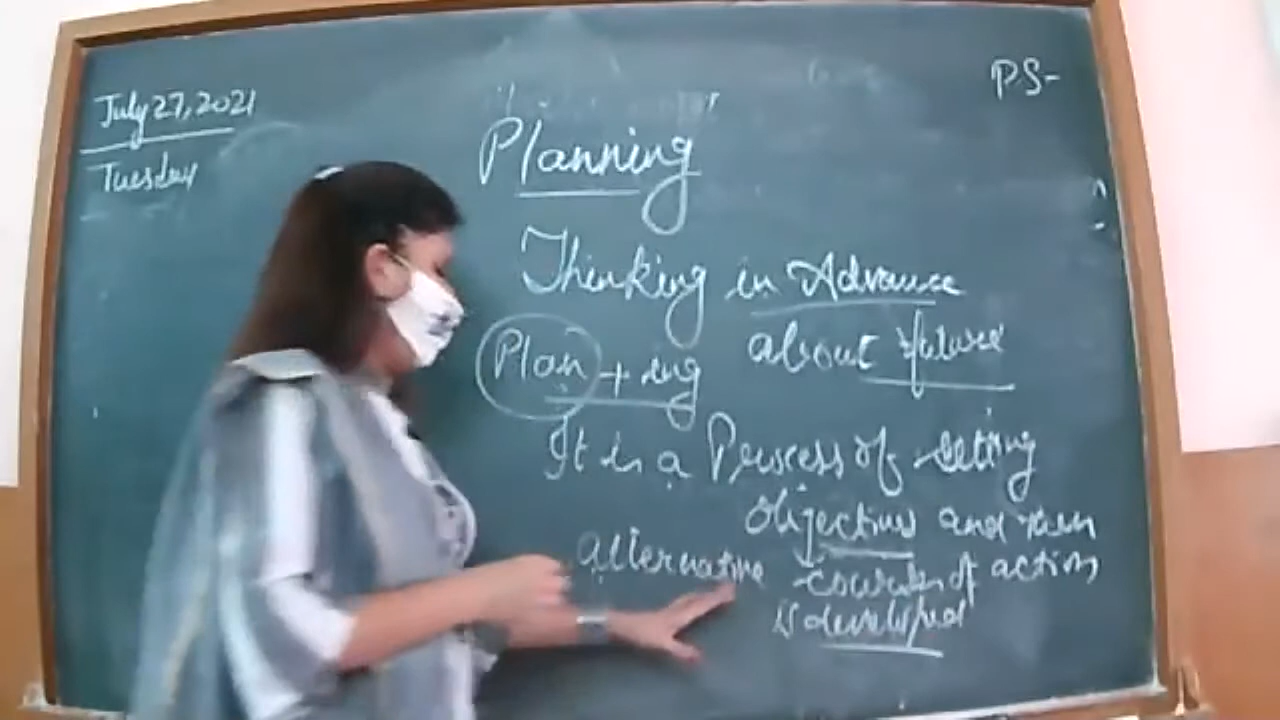 July 27, 2021
Tuesday
PS-
Planning
Thinking in Advance
about future
Plan + ing
It is a Process of setting
Objectives and then
alternative courses of action
is developed